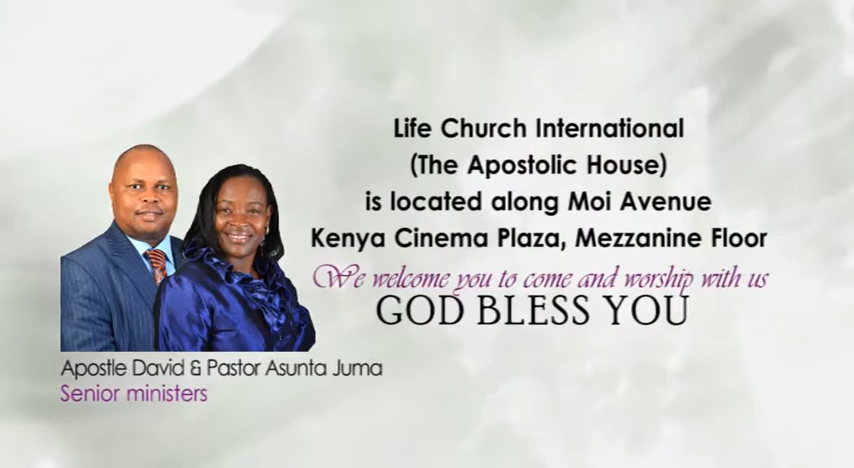 Life Church International
(The Apostolic House)
is located along Moi Avenue
Kenya Cinema Plaza, Mezzanine Floor
We welcome you to come and worship with us
GOD BLESS YOU
Apostle David & Pastor Asunta Juma
Senior ministers